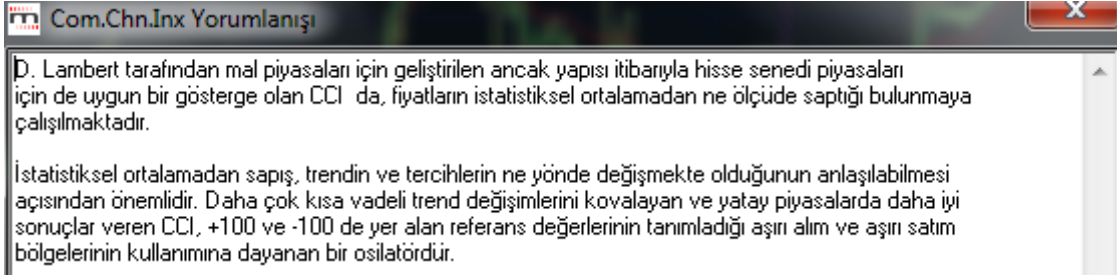 Com.Chn.Inx Yorumlanışı
D. Lambert tarafından mal piyasaları için geliştirilen ancak yapısı itibarıyla hisse senedi piyasaları
için de uygun bir gösterge olan CCI da, fiyatların istatistiksel ortalamadan ne ölçüde saptığı bulunmaya
çalışılmaktadır.
İstatistiksel ortalamadan sapış, trendin ve tercihlerin ne yönde değişmekte olduğunun anlaşılabilmesi
açısından önemlidir. Daha çok kısa vadeli trend değişimlerini kovalayan ve yatay piyasalarda daha iyi
sonuçlar veren CCI, +100 ve -100 de yer alan referans değerlerinin tanımladığı aşırı alım ve aşırı satım
bölgelerinin kullanımına dayanan bir osilatördür.